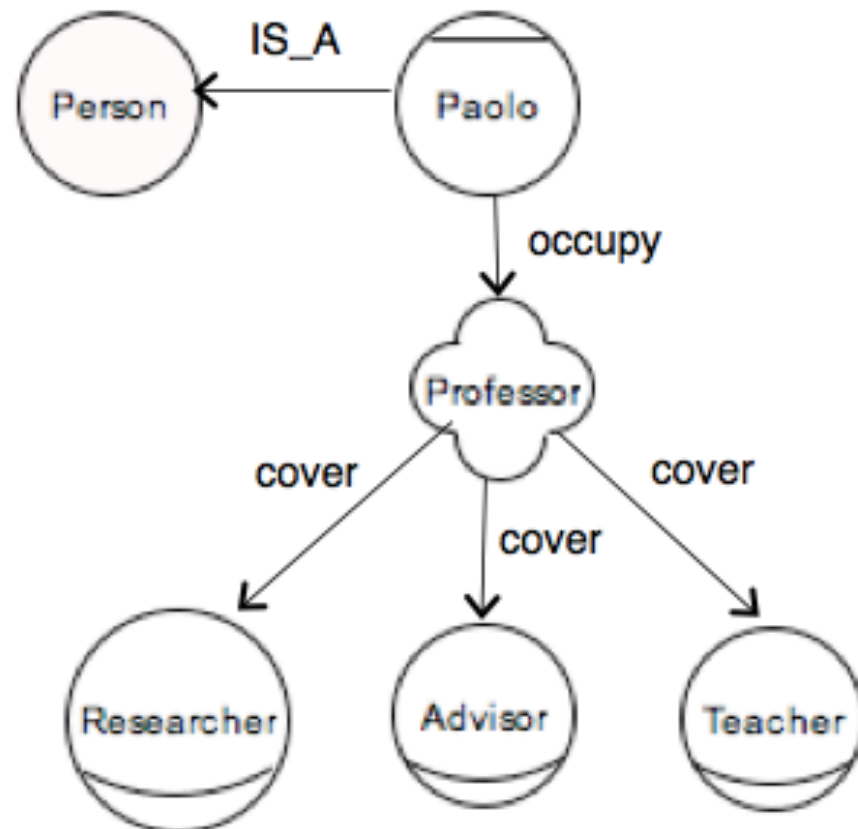 IS_A
Person
Paolo
occupy
Professor
cover
cover
cover
Researcher
Advisor
Teacher